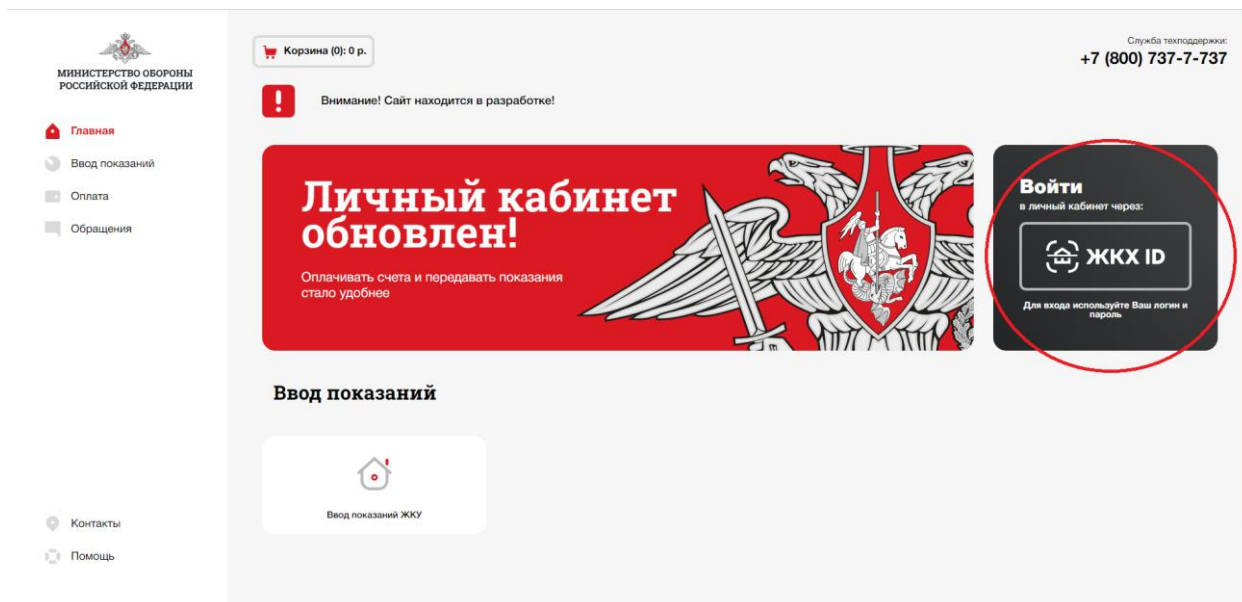 МИНИСТЕРСТВО ОБОРОНЫ
РОССИЙСКОЙ ФЕДЕРАЦИИ
Главная
Ввод показаний
Оплата
Обращения
Контакты
Помощь
Корзина (0): 0 р.
Служба техподдержки:
+7 (800) 737-7-737
Внимание! Сайт находится в разработке!
Личный кабинет
обновлен!
Оплачивать счета и передавать показания
стало удобнее
Войти
в личный кабинет через:
ЖКХ ID
Для входа используйте Ваш логин и
пароль
Ввод показаний
Ввод показаний ЖКУ